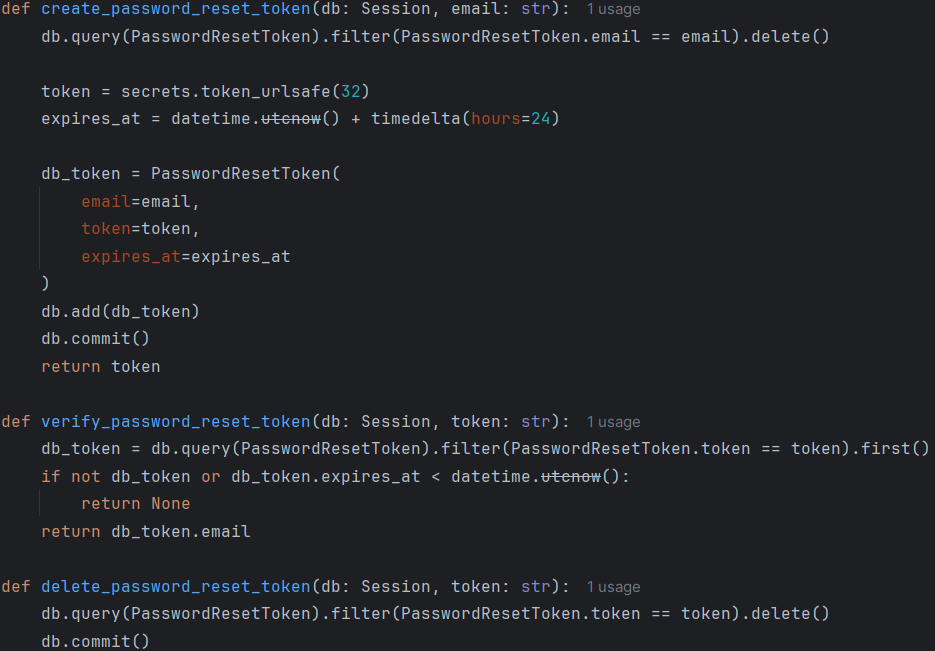 def create_password_reset_token(db: Session, email: str): 1 usage
    db.query(PasswordResetToken).filter(PasswordResetToken.email == email).delete()

    token = secrets.token_urlsafe(32)
    expires_at = datetime.utcnow() + timedelta(hours=24)

    db_token = PasswordResetToken(
        email=email,
        token=token,
        expires_at=expires_at
    )
    db.add(db_token)
    db.commit()
    return token

def verify_password_reset_token(db: Session, token: str): 1 usage
    db_token = db.query(PasswordResetToken).filter(PasswordResetToken.token == token).first()
    if not db_token or db_token.expires_at < datetime.utcnow():
        return None
    return db_token.email

def delete_password_reset_token(db: Session, token: str): 1 usage
    db.query(PasswordResetToken).filter(PasswordResetToken.token == token).delete()
    db.commit()